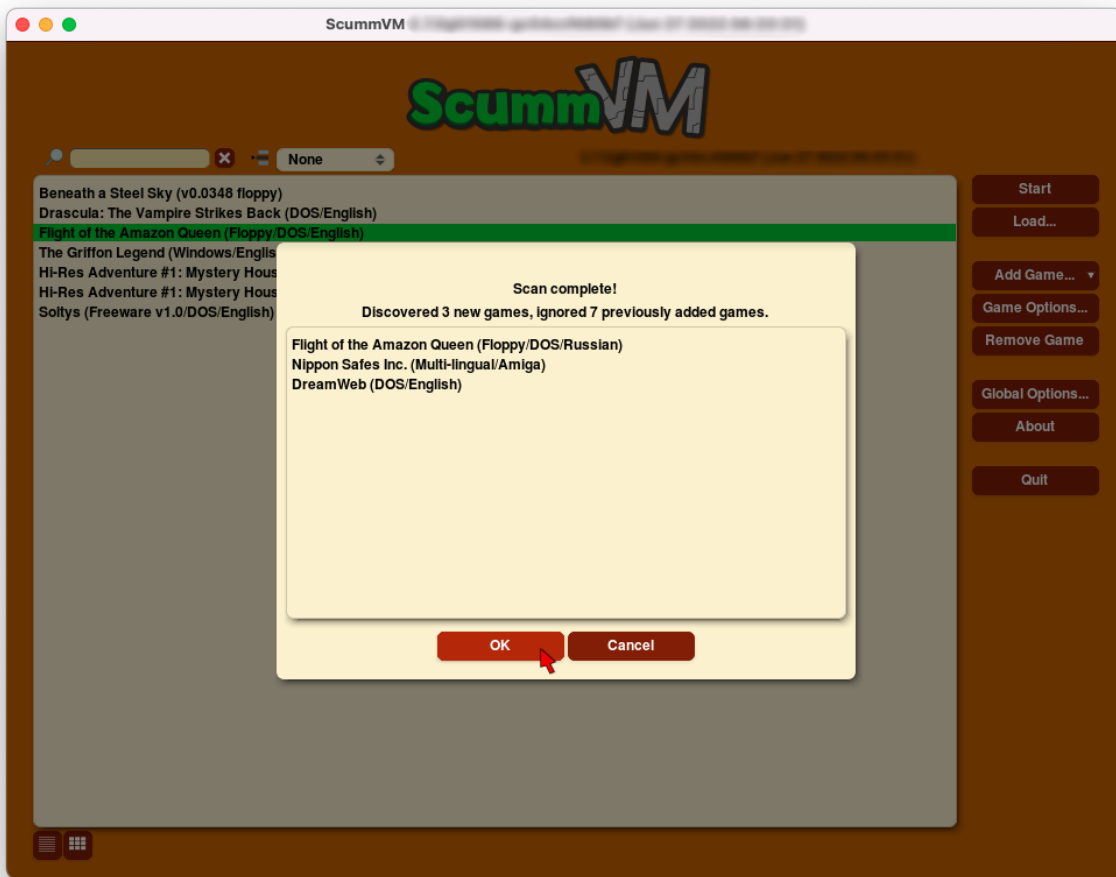 ScummVM
ScummVM
None
Beneath a Steel Sky (v0.0348 floppy)
Drascula: The Vampire Strikes Back (DOS/English)
Flight of the Amazon Queen (Floppy/DOS/English)
The Griffon Legend (Windows/Englis
Hi-Res Adventure #1: Mystery Hous
Hi-Res Adventure #1: Mystery Hous
Soltys (Freeware v1.0/DOS/English)
Scan complete!
Discovered 3 new games, ignored 7 previously added games.
Flight of the Amazon Queen (Floppy/DOS/Russian)
Nippon Safes Inc. (Multi-lingual/Amiga)
DreamWeb (DOS/English)
OK
Cancel
Start
Load...
Add Game...
Game Options...
Remove Game
Global Options...
About
Quit